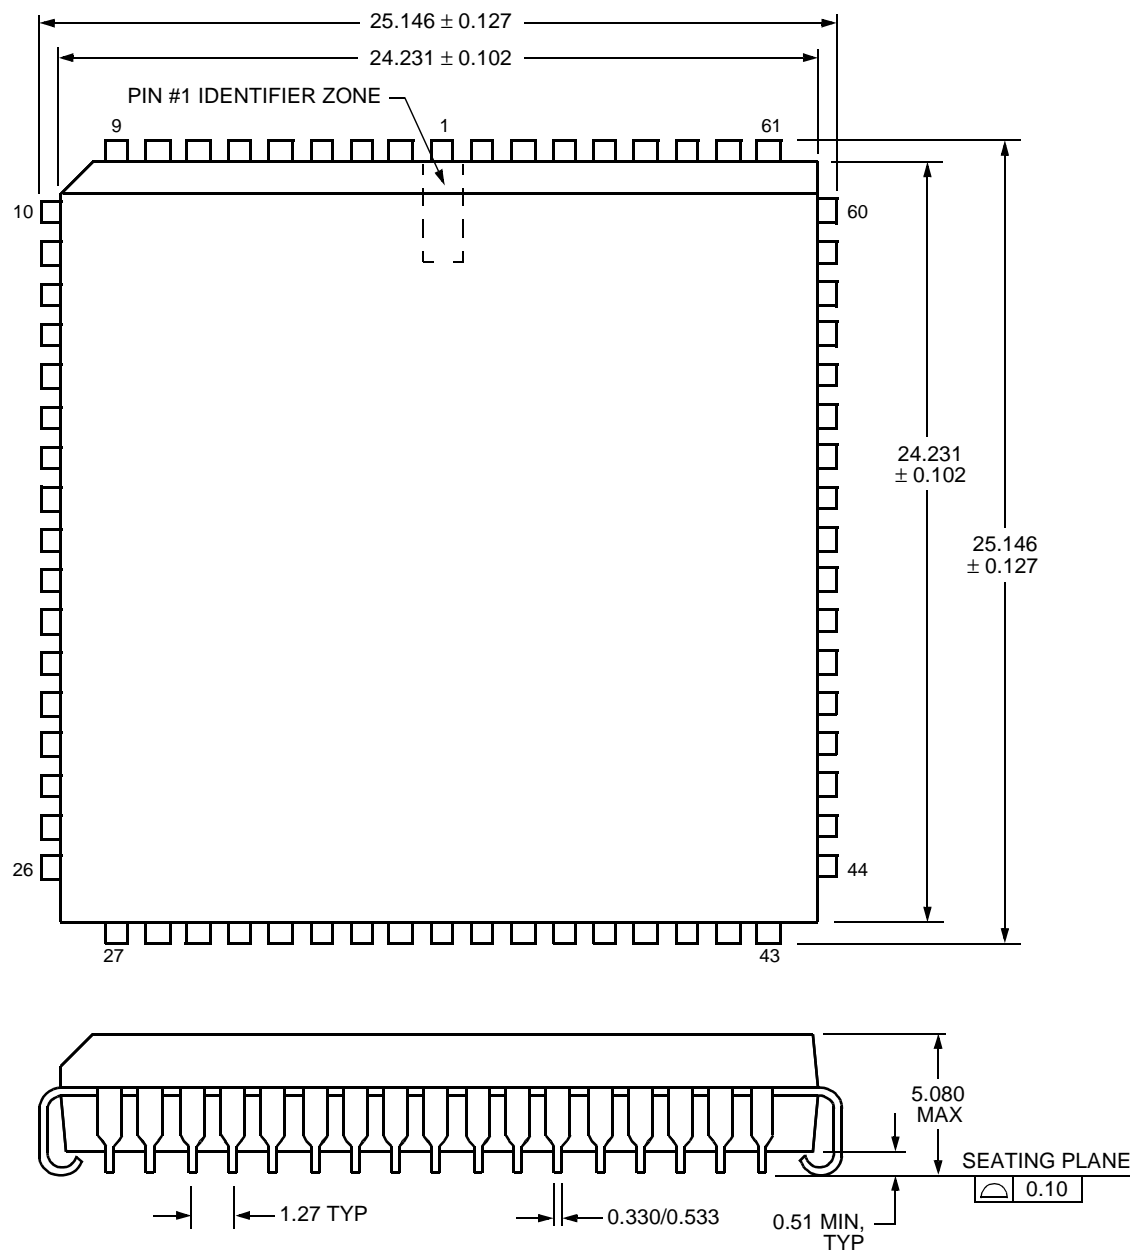 25.146 ± 0.127
24.231 ± 0.102
PIN #1 IDENTIFIER ZONE
9
1
61
10
60
24.231
± 0.102
25.146
± 0.127
26
44
27
43
5.080
MAX
SEATING PLANE
0.10
1.27 TYP
0.330/0.533
0.51 MIN,
TYP